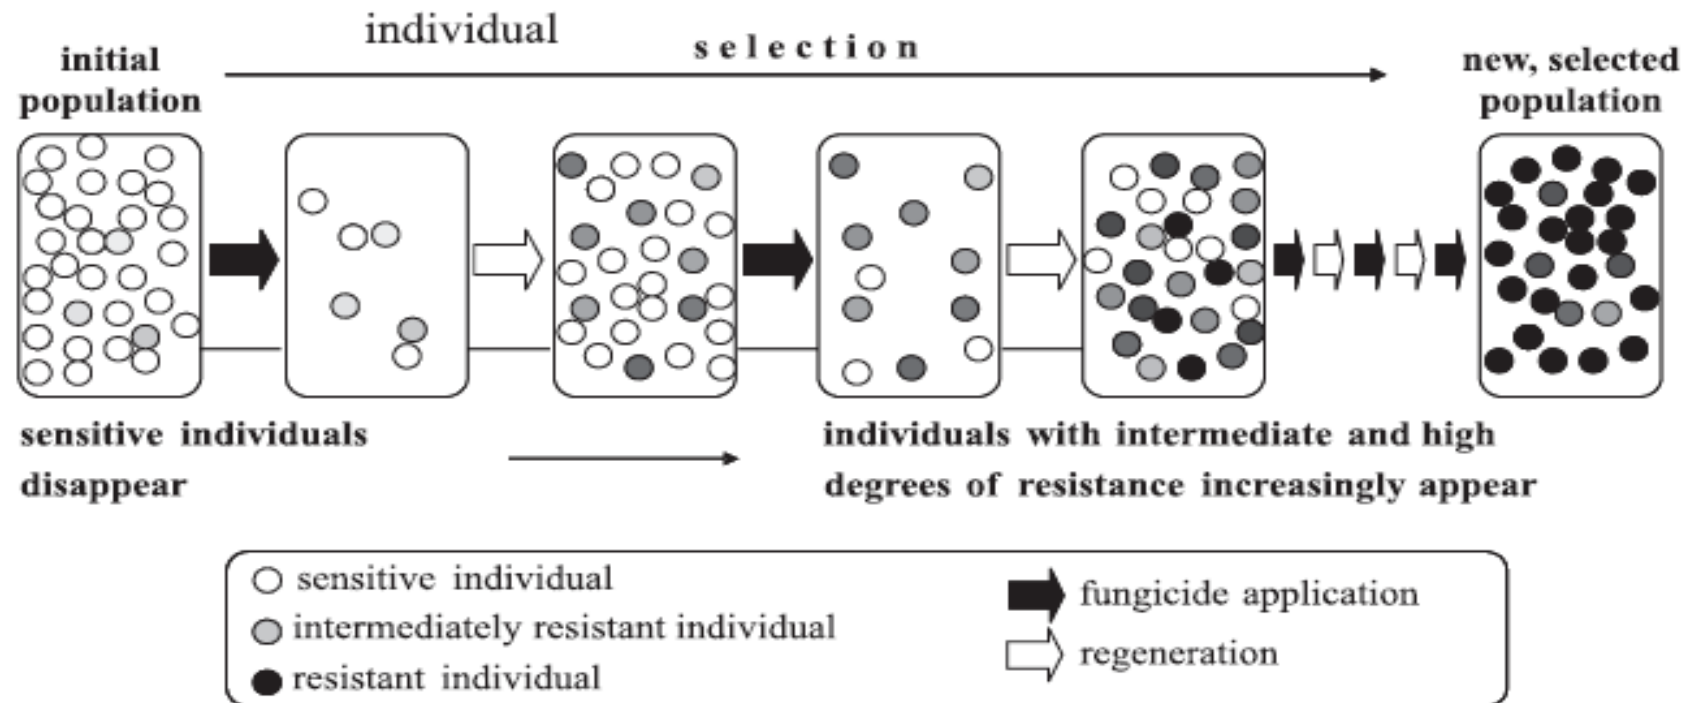 individual
selection
initial
population
new, selected
population
sensitive individuals
disappear
individuals with intermediate and high
degrees of resistance increasingly appear
sensitive individual
intermediately resistant individual
resistant individual
fungicide application
regeneration